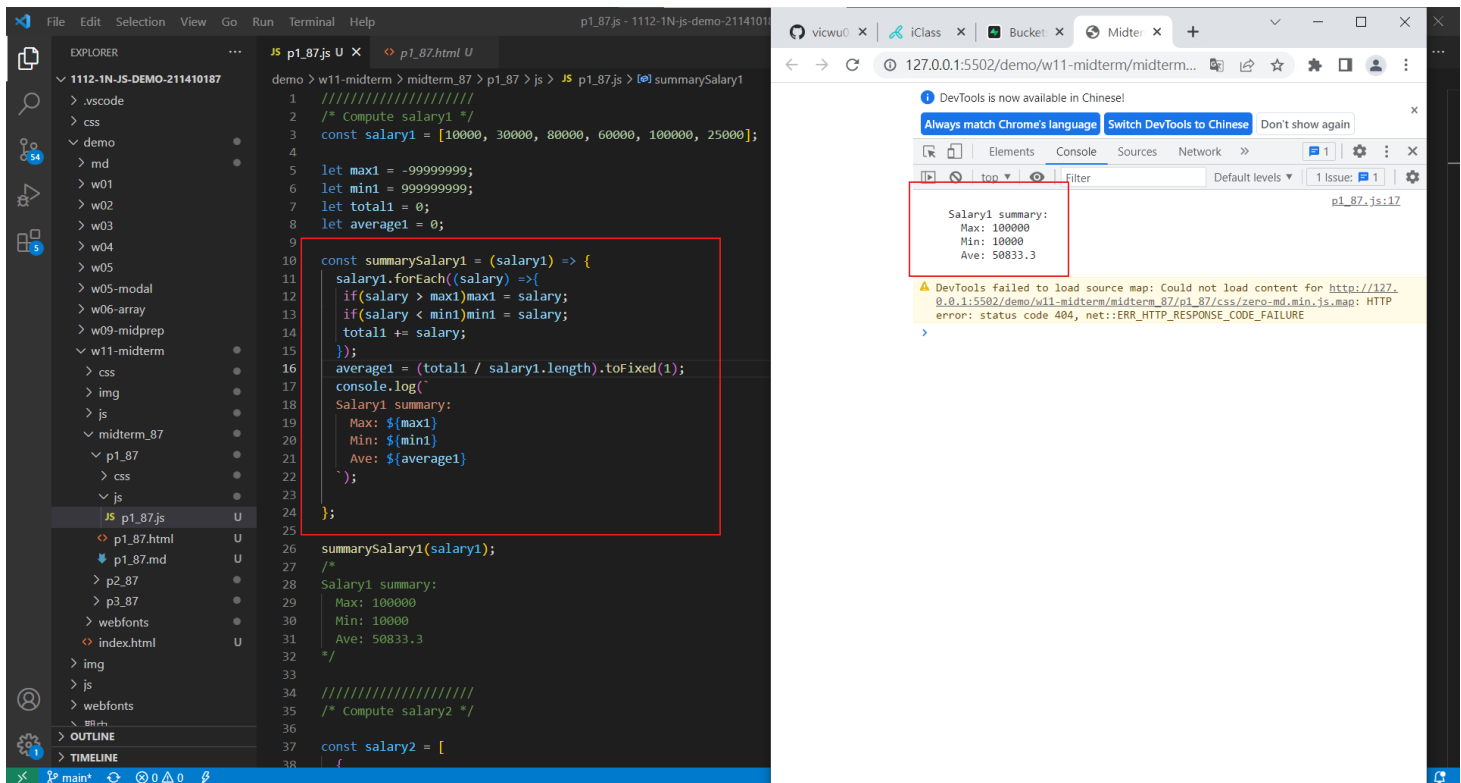 File Edit Selection View Go Run Terminal Help
p1_87.js - 1112-1N-js-demo-21141018
EXPLORER
1112-1N-JS-DEMO-211410187
.vscode
css
demo
md
w01
w02
w03
w04
w05
w05-modal
w06-array
w09-midprep
w11-midterm
css
img
js
midterm_87
p1_87
css
js
JS p1_87.js U
p1_87.html U
p1_87.md U
p2_87
p3_87
webfonts
index.html U
img
js
webfonts
期中
OUTLINE
TIMELINE
54
5
1
main* 0 0
JS p1_87.js U p1_87.html U
demo > w11-midterm > midterm_87 > p1_87 > js > JS p1_87.js > summarySalary1
1 /////////////////////
2 /* Compute salary1 */
3 const salary1 = [10000, 30000, 80000, 60000, 100000, 25000];
4
5 let max1 = -99999999;
6 let min1 = 999999999;
7 let total1 = 0;
8 let average1 = 0;
9
10 const summarySalary1 = (salary1) => {
11 salary1.forEach((salary) =>{
12 if(salary > max1)max1 = salary;
13 if(salary < min1)min1 = salary;
14 total1 += salary;
15 });
16 average1 = (total1 / salary1.length).toFixed(1);
17 console.log(`
18 Salary1 summary:
19 Max: ${max1}
20 Min: ${min1}
21 Ave: ${average1}
22 `);
23
24 };
25
26 summarySalary1(salary1);
27 /*
28 Salary1 summary:
29 Max: 100000
30 Min: 10000
31 Ave: 50833.3
32 */
33
34 /////////////////////
35 /* Compute salary2 */
36
37 const salary2 = [
38 {
vicwu0 iClass Bucket Midter
127.0.0.1:5502/demo/w11-midterm/midterm...
DevTools is now available in Chinese!
Always match Chrome's language Switch DevTools to Chinese Don't show again
Elements Console Sources Network » 1
top Filter Default levels 1 Issue: 1
p1_87.js:17
Salary1 summary:
Max: 100000
Min: 10000
Ave: 50833.3
DevTools failed to load source map: Could not load content for http://127.
0.0.1:5502/demo/w11-midterm/midterm_87/p1_87/css/zero-md.min.js.map: HTTP
error: status code 404, net::ERR_HTTP_RESPONSE_CODE_FAILURE